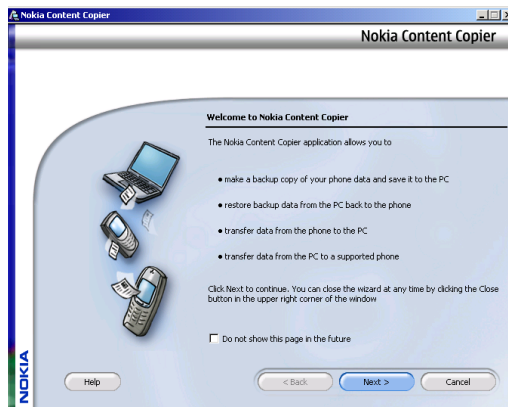 Nokia Content Copier
Nokia Content Copier
Welcome to Nokia Content Copier
The Nokia Content Copier application allows you to
• make a backup copy of your phone data and save it to the PC
• restore backup data from the PC back to the phone
• transfer data from the phone to the PC
• transfer data from the PC to a supported phone
Click Next to continue. You can close the wizard at any time by clicking the Close
button in the upper right corner of the window
Do not show this page in the future
NOKIA
Help
< Back
Next >
Cancel